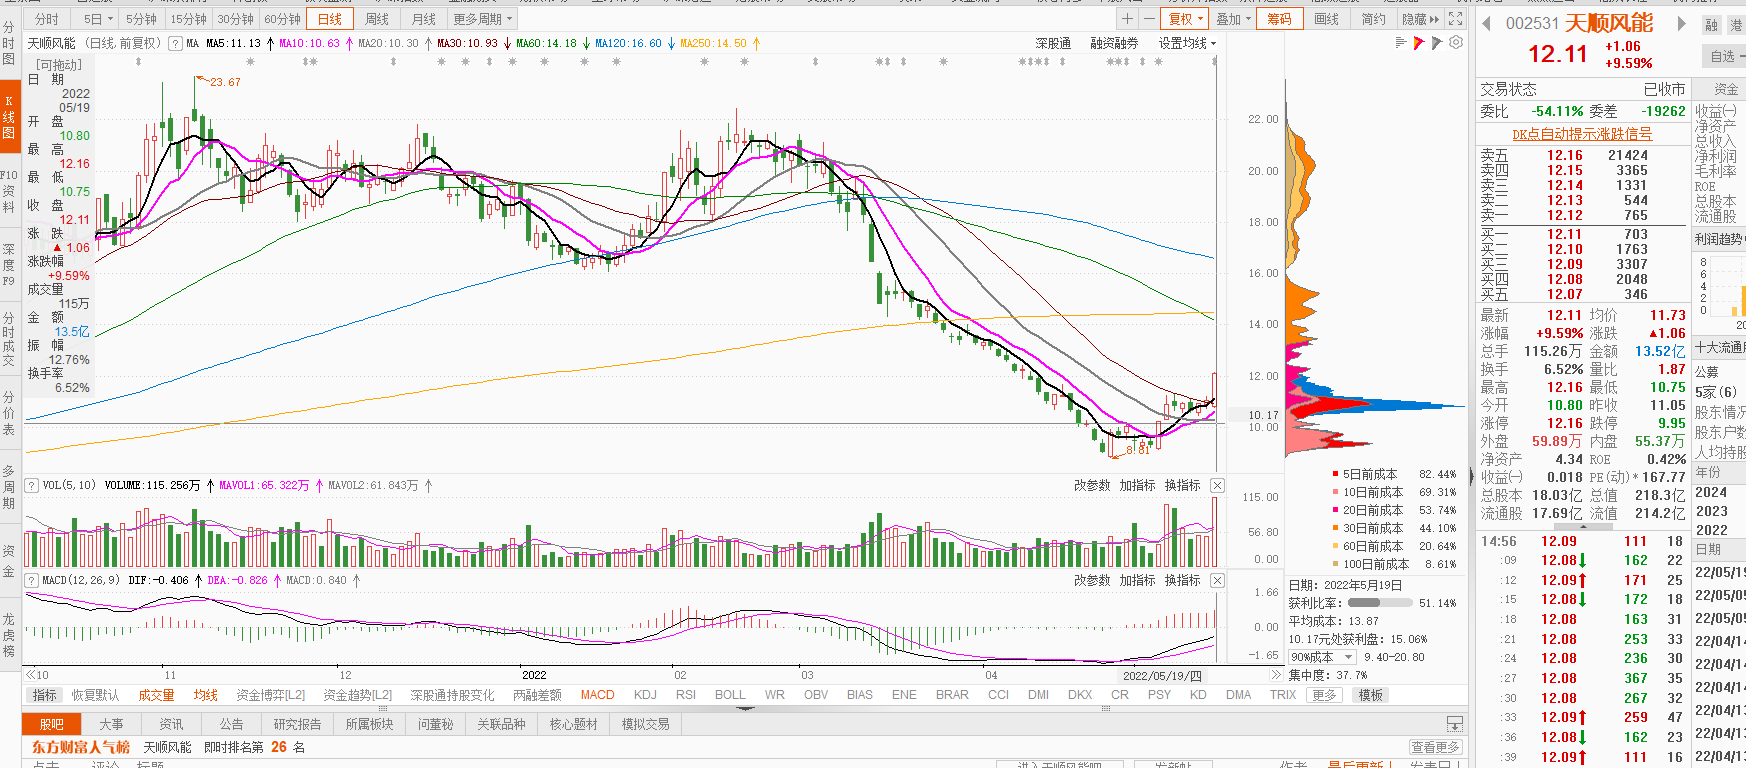 分时 5日 5分钟 15分钟 30分钟 60分钟 日线 周线 月线 更多周期 复权 叠加 筹码 画线 简约 隐藏
天顺风能 (日线,前复权) ? MA MA5:11.13 MA10:10.63 MA20:10.30 MA30:10.93 MA60:14.18 MA120:16.60 MA250:14.50 深股通 融资融券 设置均线
分时图
K线图
F10资料
深度F9
分时成交
分价表
多周期
资金
龙虎榜
[可拖动]
日 期
2022
05/19
开 盘
10.80
最 高
12.16
最 低
10.75
收 盘
12.11
涨 跌
▲ 1.06
涨跌幅
+9.59%
成交量
115万
金 额
13.5亿
振 幅
12.76%
换手率
6.52%
23.67
8.81
22.00
20.00
18.00
16.00
14.00
12.00
10.17
10.00
? VOL(5,10) VOLUME:115.256万 MAVOL1:65.322万 MAVOL2:61.843万 改参数 加指标 换指标
115.00
56.80
0.00
? MACD(12,26,9) DIF:-0.406 DEA:-0.826 MACD:0.840 改参数 加指标 换指标
1.66
0.00
-1.65
10 11 12 2022 02 03 04 2022/05/19/四
指标 恢复默认 成交量 均线 资金博弈[L2] 资金趋势[L2] 深股通持股变化 两融差额 MACD KDJ RSI BOLL WR OBV BIAS ENE BRAR CCI DMI DKX CR PSY KD DMA TRIX 更多 模板
股吧 大事 资讯 公告 研究报告 所属板块 问董秘 关联品种 核心题材 模拟交易
东方财富人气榜 天顺风能 即时排名第 26 名 查看更多
5日前成本 82.44%
10日前成本 69.31%
20日前成本 53.74%
30日前成本 44.10%
60日前成本 20.64%
100日前成本 8.61%
日期: 2022年5月19日
获利比率: 51.14%
平均成本: 13.87
10.17元处获利盘: 15.06%
90%成本 9.40-20.80
集中度: 37.7%
002531 天顺风能 融 港
12.11 +1.06
+9.59% 自选
交易状态 已收市
委比 -54.11% 委差 -19262
DK点自动提示涨跌信号
卖五 12.16 21424
卖四 12.15 3365
卖三 12.14 1331
卖二 12.13 544
卖一 12.12 765
买一 12.11 703
买二 12.10 1763
买三 12.09 3307
买四 12.08 2048
买五 12.07 346
最新 12.11 均价 11.73
涨幅 +9.59% 涨跌 ▲1.06
总手 115.26万 金额 13.52亿
换手 6.52% 量比 1.87
最高 12.16 最低 10.75
今开 10.80 昨收 11.05
涨停 12.16 跌停 9.95
外盘 59.89万 内盘 55.37万
净资产 4.34 ROE 0.42%
收益(一) 0.018 PE(动)* 167.77
总股本 18.03亿 总值 218.3亿
流通股 17.69亿 流值 214.2亿
14:56 12.09 111 18
:09 12.08 162 22
:12 12.09 171 25
:15 12.08 172 18
:18 12.08 163 31
:21 12.08 253 33
:24 12.08 236 30
:27 12.08 367 35
:30 12.08 267 32
:33 12.09 259 47
:36 12.08 162 23
:39 12.09 111 16
资金
收益(一)
净资产
总收入
净利润
毛利率
ROE
总股本
流通股
利润趋势
8
6
4
2
0
十大流通
公募
5家(6)
股东情况
股东户数
人均持股
年份
2024
2023
2022
日期